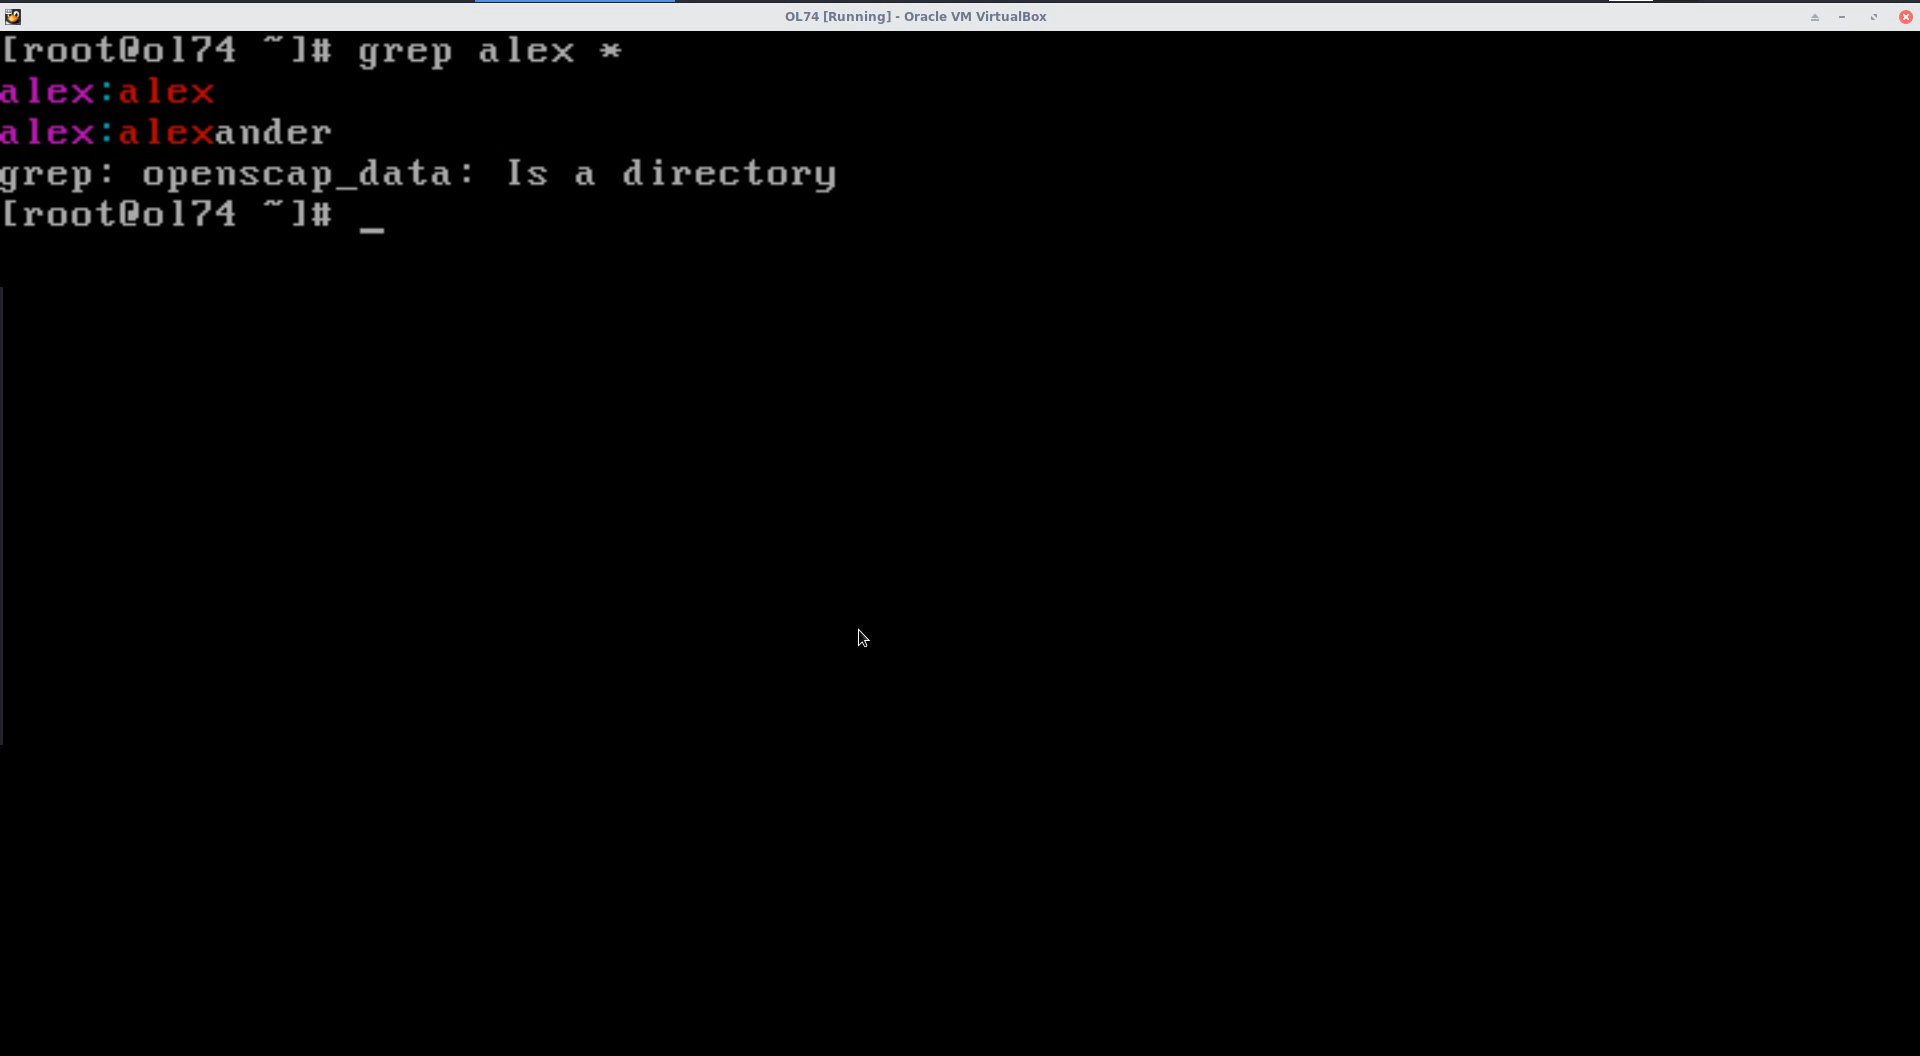 OL74 [Running] - Oracle VM VirtualBox
[root@ol74 ~]# grep alex *
alex:alex
alex:alexander
grep: openscap_data: Is a directory
[root@ol74 ~]# _